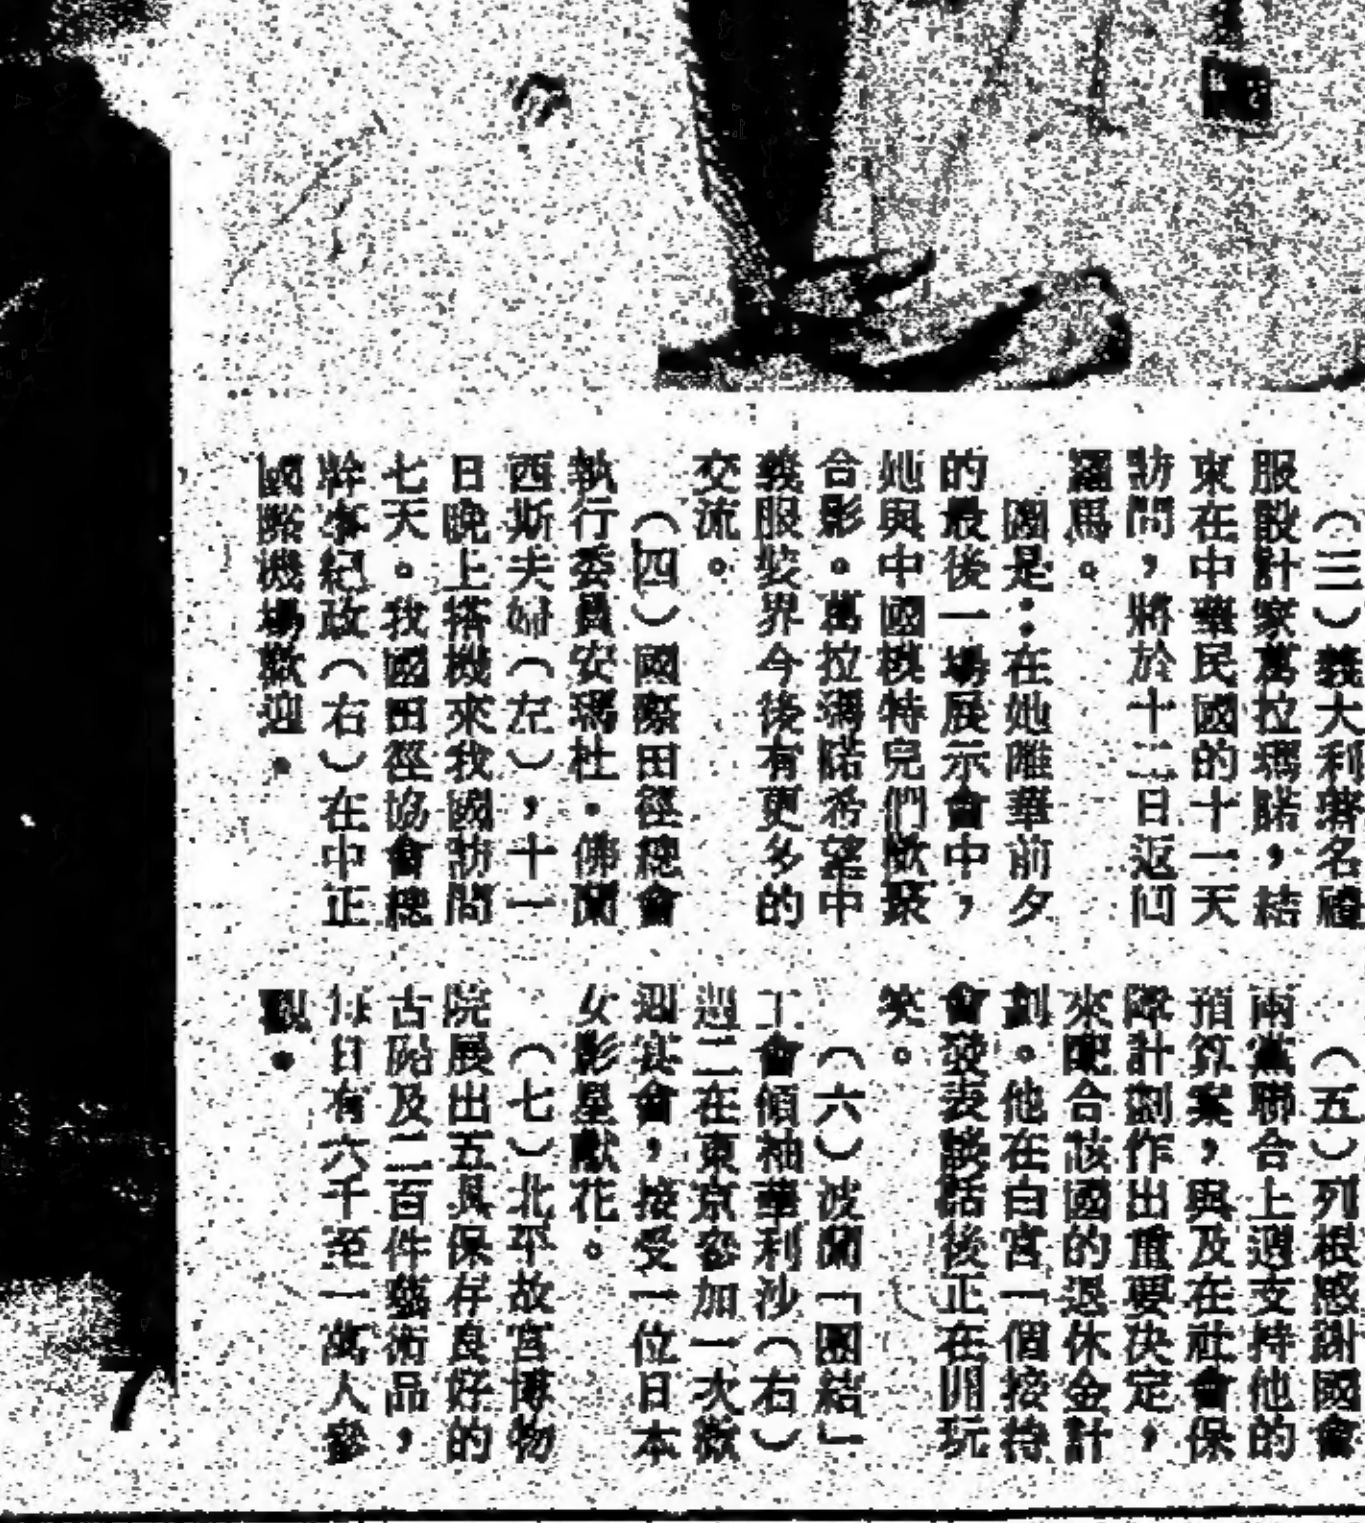 （三）義大利著名禮
服設計家萬拉瑪諾，結
束在中華民國的十一天
訪問，將於十二日返回
羅馬。
圖是：在她離華前夕
的最後一場展示會中，
她與中國模特兒們歡聚
合影。萬拉瑪諾希望中
義服裝界今後有更多的
交流。
（四）國際田徑總會
執行委員安瑪杜・佛蘭
西斯夫婦（左），十一
日晚上搭機來我國訪問
七天。我國田徑協會總
幹事紀政（右）在中正
國際機場歡迎。
（五）列根感謝國會
兩黨聯合上週支持他的
預算案，與及在社會保
障計劃作出重要決定，
來配合該國的退休金計
劃。他在白宮一個接待
會發表談話後正在開玩
笑。
（六）波蘭「團結」
工會領袖華利沙（右）
週二在東京參加一次歡
迎宴會，接受一位日本
女影星獻花。
（七）北平故宮博物
院展出五具保存良好的
古屍及二百件藝術品，
每日有六千至一萬人參
觀。
7